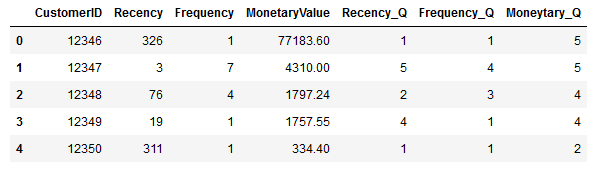 CustomerID Recency Frequency MonetaryValue Recency_Q Frequency_Q Moneytary_Q
0 12346 326 1 77183.60 1 1 5
1 12347 3 7 4310.00 5 4 5
2 12348 76 4 1797.24 2 3 4
3 12349 19 1 1757.55 4 1 4
4 12350 311 1 334.40 1 1 2